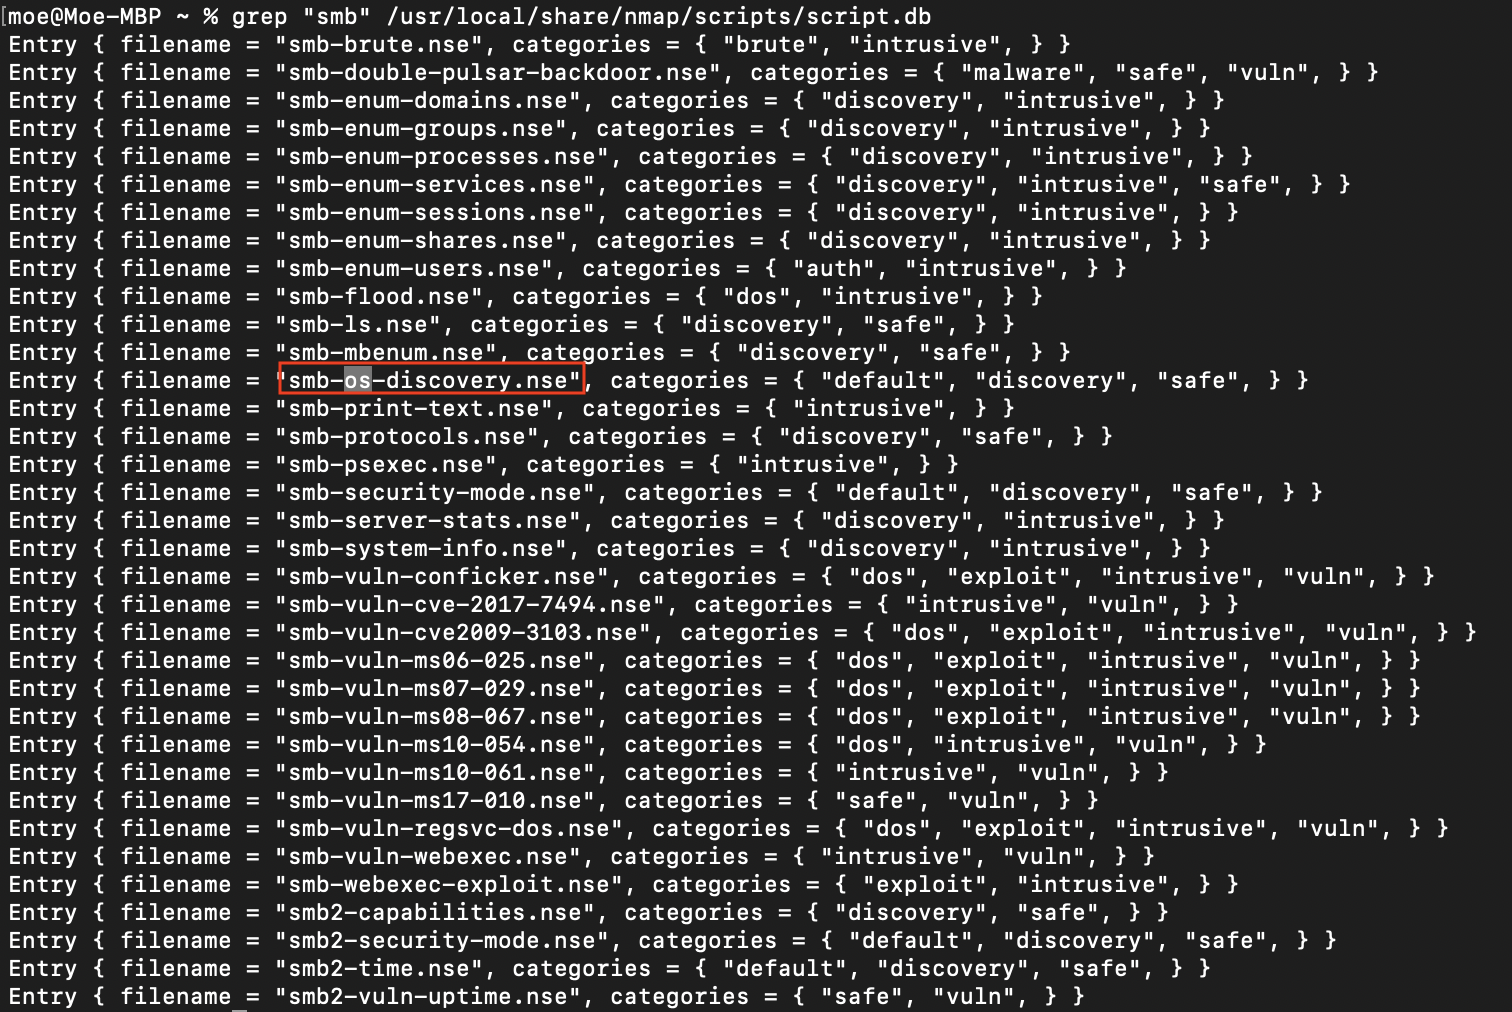 [moe@Moe-MBP ~ % grep "smb" /usr/local/share/nmap/scripts/script.db
Entry { filename = "smb-brute.nse", categories = { "brute", "intrusive", } }
Entry { filename = "smb-double-pulsar-backdoor.nse", categories = { "malware", "safe", "vuln", } }
Entry { filename = "smb-enum-domains.nse", categories = { "discovery", "intrusive", } }
Entry { filename = "smb-enum-groups.nse", categories = { "discovery", "intrusive", } }
Entry { filename = "smb-enum-processes.nse", categories = { "discovery", "intrusive", } }
Entry { filename = "smb-enum-services.nse", categories = { "discovery", "intrusive", "safe", } }
Entry { filename = "smb-enum-sessions.nse", categories = { "discovery", "intrusive", } }
Entry { filename = "smb-enum-shares.nse", categories = { "discovery", "intrusive", } }
Entry { filename = "smb-enum-users.nse", categories = { "auth", "intrusive", } }
Entry { filename = "smb-flood.nse", categories = { "dos", "intrusive", } }
Entry { filename = "smb-ls.nse", categories = { "discovery", "safe", } }
Entry { filename = "smb-mbenum.nse", categories = { "discovery", "safe", } }
Entry { filename = "smb-os-discovery.nse", categories = { "default", "discovery", "safe", } }
Entry { filename = "smb-print-text.nse", categories = { "intrusive", } }
Entry { filename = "smb-protocols.nse", categories = { "discovery", "safe", } }
Entry { filename = "smb-psexec.nse", categories = { "intrusive", } }
Entry { filename = "smb-security-mode.nse", categories = { "default", "discovery", "safe", } }
Entry { filename = "smb-server-stats.nse", categories = { "discovery", "intrusive", } }
Entry { filename = "smb-system-info.nse", categories = { "discovery", "intrusive", } }
Entry { filename = "smb-vuln-conficker.nse", categories = { "dos", "exploit", "intrusive", "vuln", } }
Entry { filename = "smb-vuln-cve-2017-7494.nse", categories = { "intrusive", "vuln", } }
Entry { filename = "smb-vuln-cve2009-3103.nse", categories = { "dos", "exploit", "intrusive", "vuln", } }
Entry { filename = "smb-vuln-ms06-025.nse", categories = { "dos", "exploit", "intrusive", "vuln", } }
Entry { filename = "smb-vuln-ms07-029.nse", categories = { "dos", "exploit", "intrusive", "vuln", } }
Entry { filename = "smb-vuln-ms08-067.nse", categories = { "dos", "exploit", "intrusive", "vuln", } }
Entry { filename = "smb-vuln-ms10-054.nse", categories = { "dos", "intrusive", "vuln", } }
Entry { filename = "smb-vuln-ms10-061.nse", categories = { "intrusive", "vuln", } }
Entry { filename = "smb-vuln-ms17-010.nse", categories = { "safe", "vuln", } }
Entry { filename = "smb-vuln-regsvc-dos.nse", categories = { "dos", "exploit", "intrusive", "vuln", } }
Entry { filename = "smb-vuln-webexec.nse", categories = { "intrusive", "vuln", } }
Entry { filename = "smb-webexec-exploit.nse", categories = { "exploit", "intrusive", } }
Entry { filename = "smb2-capabilities.nse", categories = { "discovery", "safe", } }
Entry { filename = "smb2-security-mode.nse", categories = { "default", "discovery", "safe", } }
Entry { filename = "smb2-time.nse", categories = { "default", "discovery", "safe", } }
Entry { filename = "smb2-vuln-uptime.nse", categories = { "safe", "vuln", } }